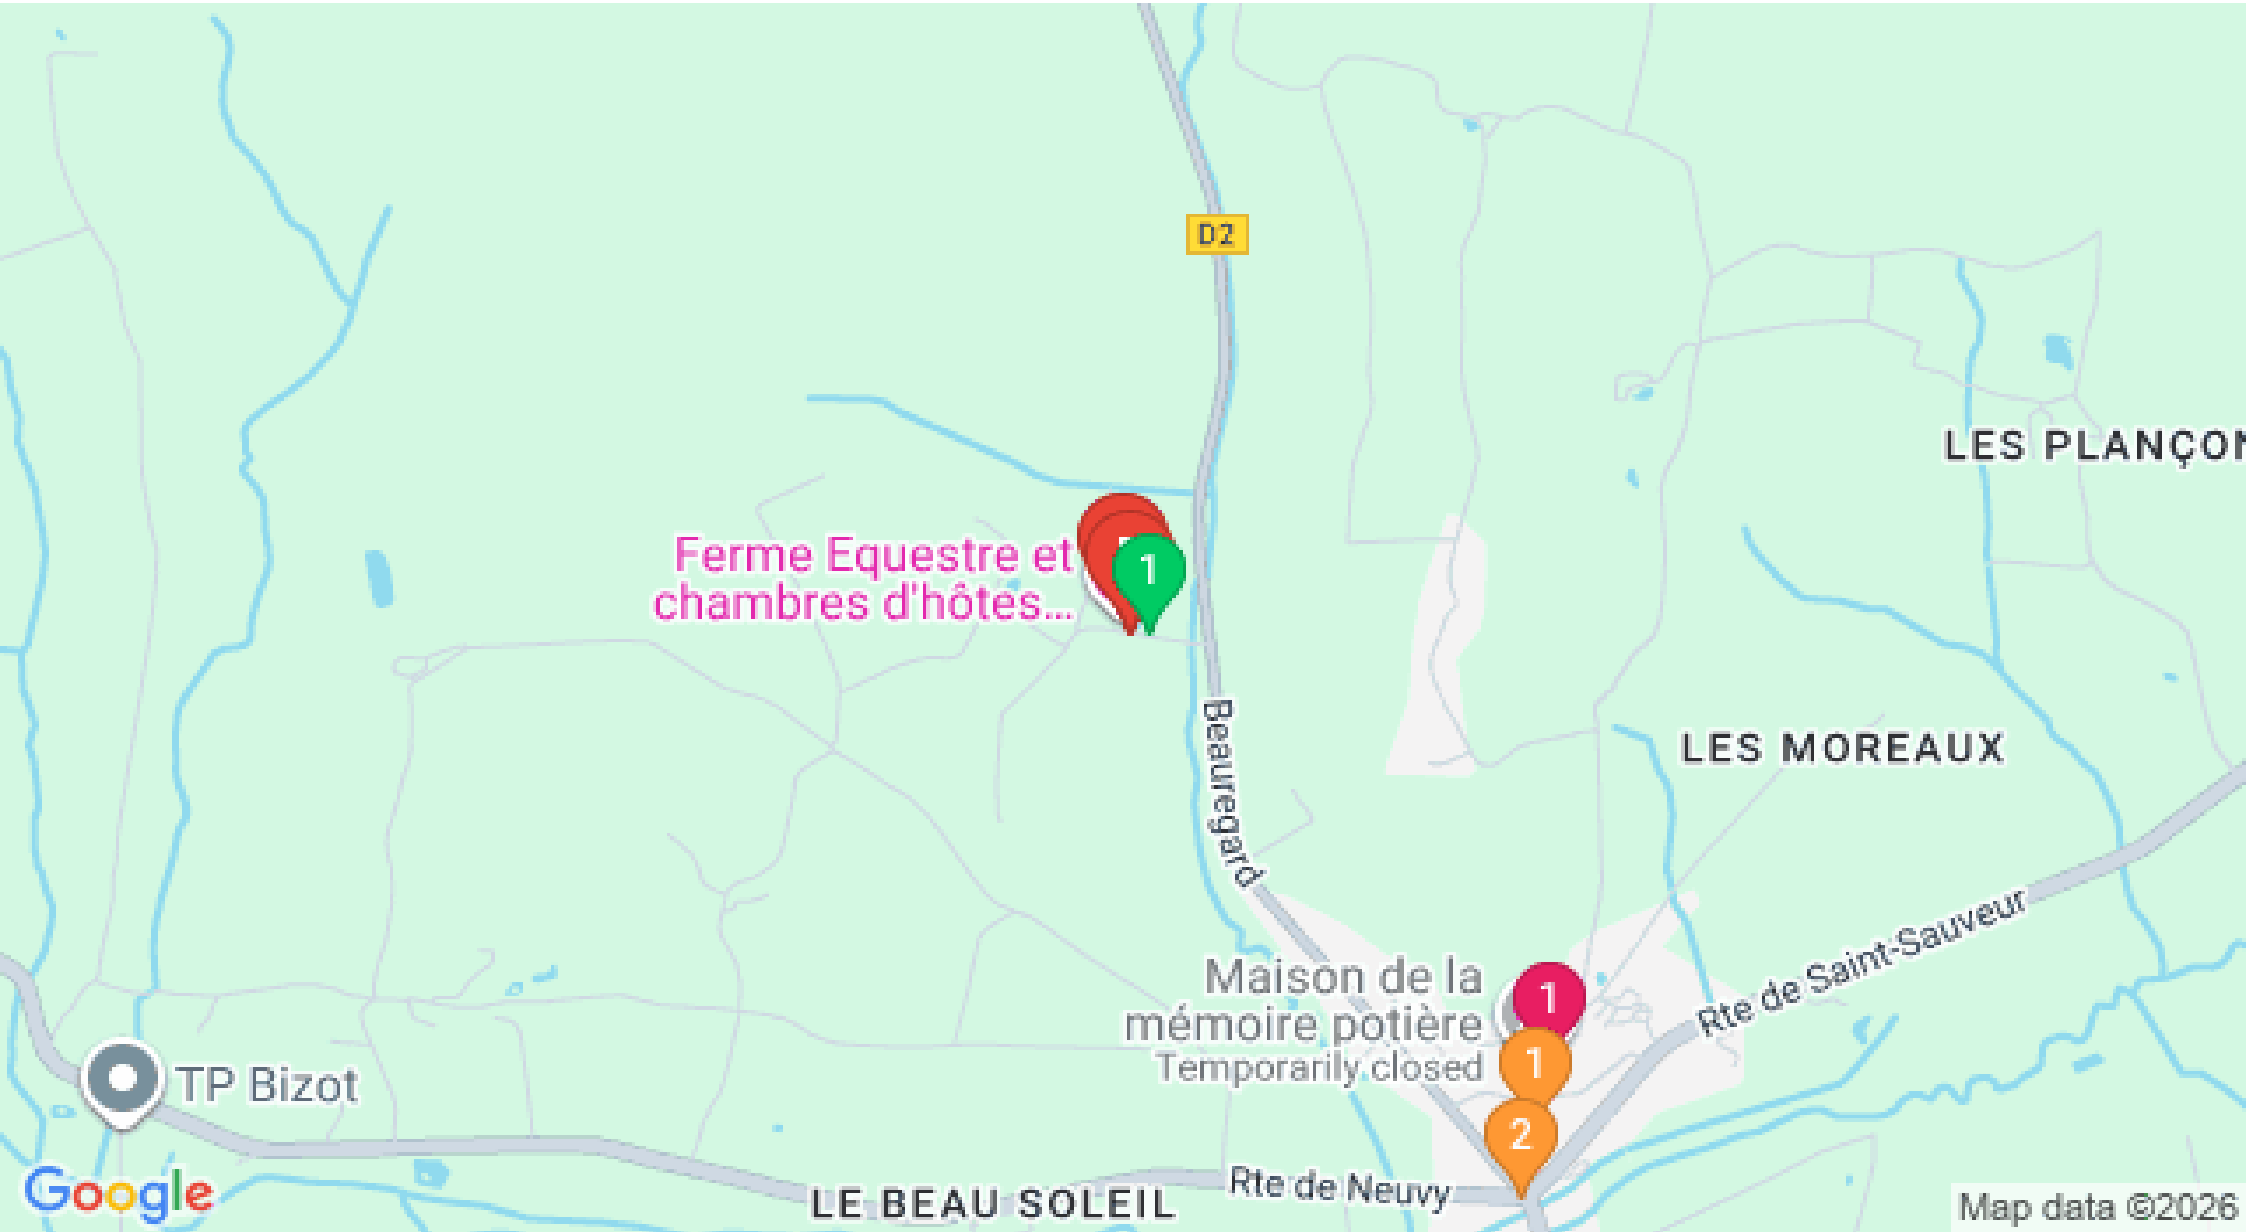 D2
LES PLANÇON
1
Ferme Equestre et
chambres d'hôtes...
Beauregard
LES MOREAUX
Rte de Saint-Sauveur
Maison de la
mémoire potière
Temporarily closed
1
1
2
TP Bizot
Rte de Neuvy
LE BEAU SOLEIL
Google
Map data ©2026